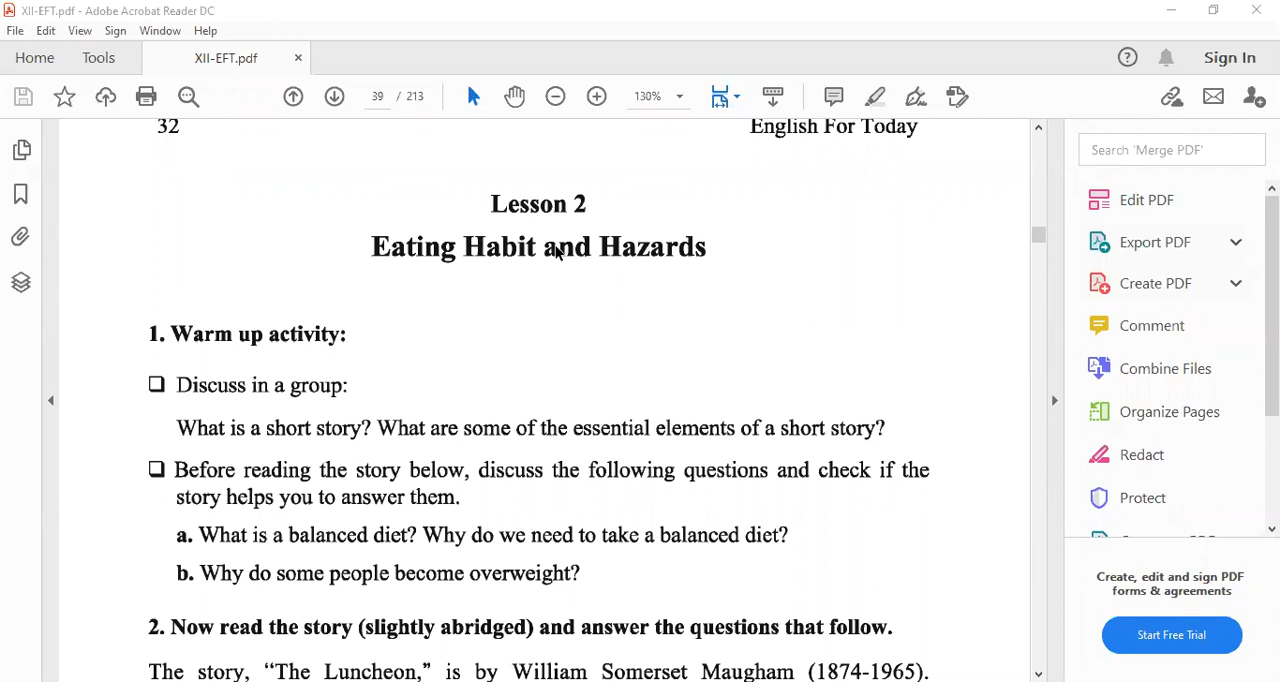 XII-EFT.pdf - Adobe Acrobat Reader DC
File Edit View Sign Window Help
Home Tools XII-EFT.pdf × Sign In
39 / 213 130%
32 English For Today
Lesson 2
Eating Habit and Hazards
1. Warm up activity:
❑ Discuss in a group:
What is a short story? What are some of the essential elements of a short story?
❑ Before reading the story below, discuss the following questions and check if the
story helps you to answer them.
a. What is a balanced diet? Why do we need to take a balanced diet?
b. Why do some people become overweight?
2. Now read the story (slightly abridged) and answer the questions that follow.
The story, “The Luncheon,” is by William Somerset Maugham (1874-1965).
Search 'Merge PDF'
Edit PDF
Export PDF
Create PDF
Comment
Combine Files
Organize Pages
Redact
Protect
Create, edit and sign PDF
forms & agreements
Start Free Trial